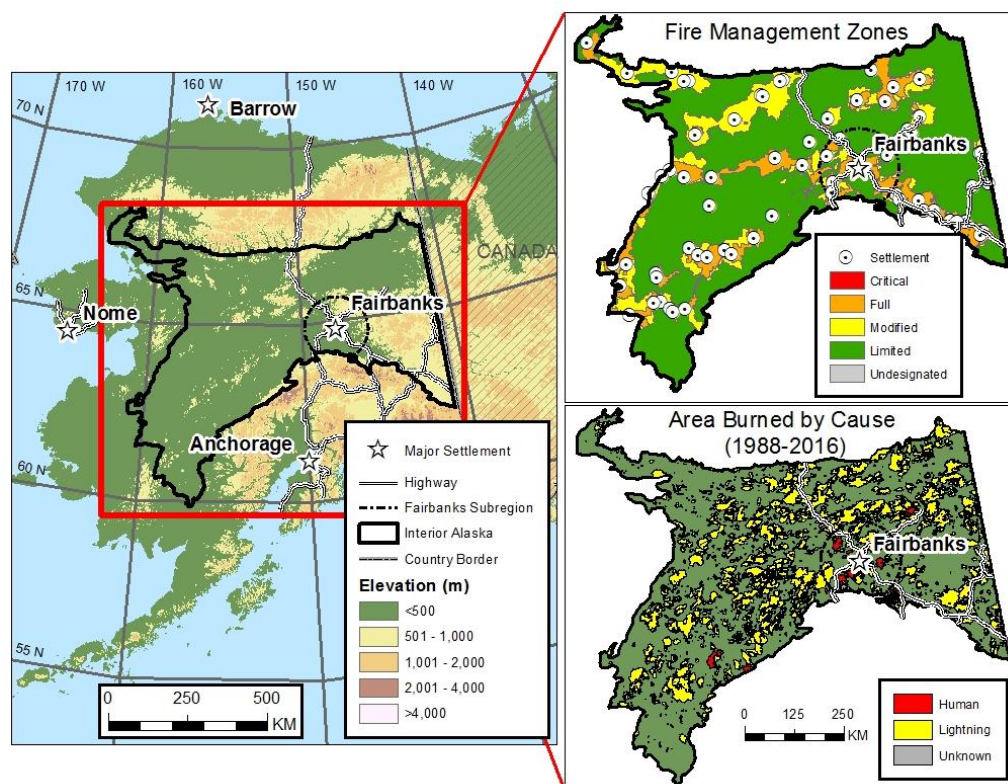 170 W
160 W
150 W
140 W
70 N
65 N
60 N
55 N
Barrow
CANADA
Nome
Fairbanks
Anchorage
Major Settlement
Highway
Fairbanks Subregion
Interior Alaska
Country Border
Elevation (m)
<500
501 - 1,000
1,001 - 2,000
2,001 - 4,000
>4,000
0 250 500
KM
Fire Management Zones
Fairbanks
Settlement
Critical
Full
Modified
Limited
Undesignated
Area Burned by Cause
(1988-2016)
Fairbanks
0 125 250
KM
Human
Lightning
Unknown